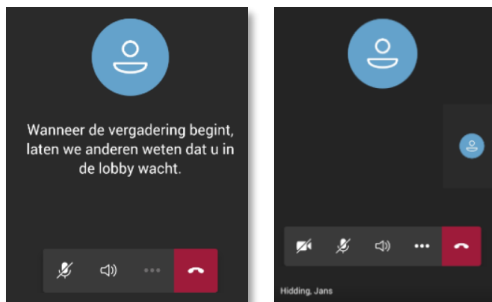 Wanneer de vergadering begint,
laten we anderen weten dat u in
de lobby wacht.
Hidding, Jans